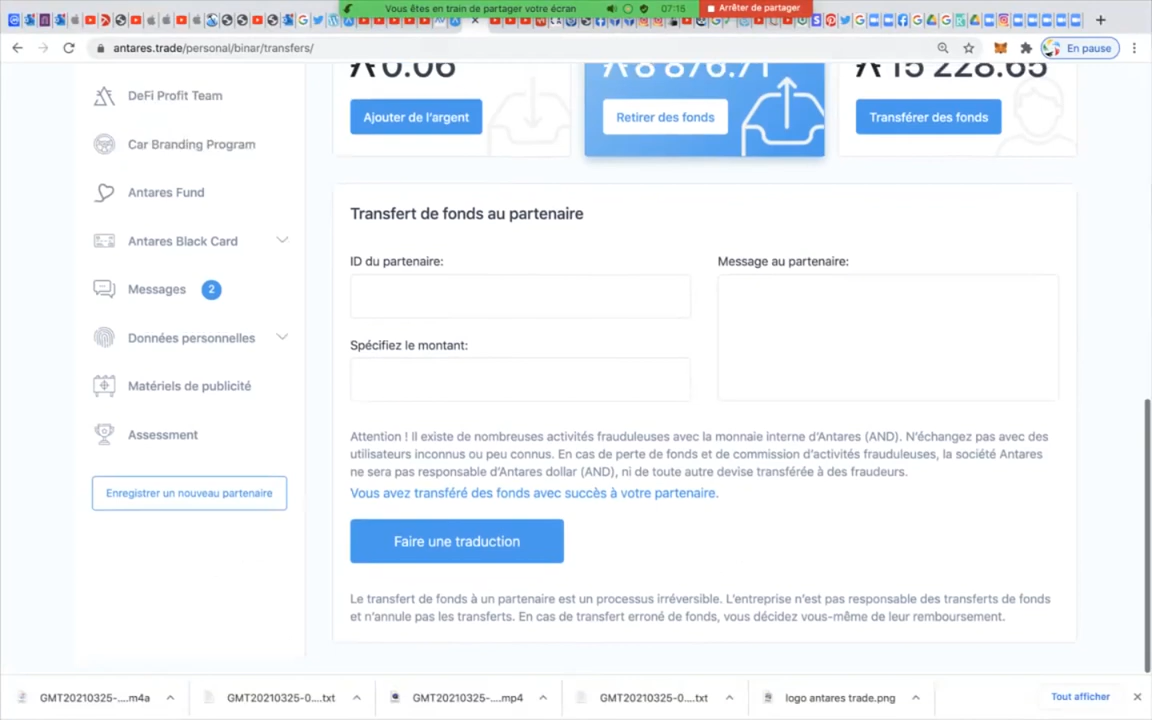 Vous êtes en train de partager votre écran
07:15
Arrêter de partager
antares.trade/personal/binar/transfers/
En pause
0.06
8 876.71
15 228.65
DeFi Profit Team
Ajouter de l'argent
Retirer des fonds
Transférer des fonds
Car Branding Program
Antares Fund
Transfert de fonds au partenaire
Antares Black Card
ID du partenaire:
Message au partenaire:
Messages
2
Données personnelles
Spécifiez le montant:
Matériels de publicité
Assessment
Attention ! Il existe de nombreuses activités frauduleuses avec la monnaie interne d'Antares (AND). N'échangez pas avec des
utilisateurs inconnus ou peu connus. En cas de perte de fonds et de commission d'activités frauduleuses, la société Antares
ne sera pas responsable d'Antares dollar (AND), ni de toute autre devise transférée à des fraudeurs.
Vous avez transféré des fonds avec succès à votre partenaire.
Enregistrer un nouveau partenaire
Faire une traduction
Le transfert de fonds à un partenaire est un processus irréversible. L'entreprise n'est pas responsable des transferts de fonds
et n'annule pas les transferts. En cas de transfert erroné de fonds, vous décidez vous-même de leur remboursement.
GMT20210325-....m4a
GMT20210325-0....txt
GMT20210325-....mp4
GMT20210325-0....txt
logo antares trade.png
Tout afficher